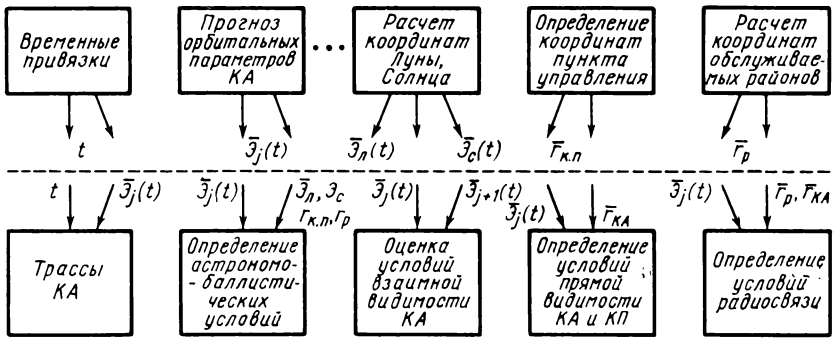 Временные
привязки
Прогноз
орбитальных
параметров
КА
...
Расчет
координат
Луны,
Солнца
Определение
координат
пункта
управления
Расчет
координат
обслуживае-
мых районов
t
Э̄j(t)
Э̄л(t)
Э̄с(t)
r̄к.п
r̄р
t
Э̄j(t)
Э̄j(t)
Э̄л, Эс
rк.п, rр
Э̄j(t)
Э̄j+1(t)
Э̄j(t)
r̄КА
Э̄j(t)
r̄р, r̄КА
Трассы
КА
Определение
астрономо-
-баллисти-
ческих
условий
Оценка
условий
взаимной
видимости
КА
Определение
условий
прямой
видимости
КА и КП
Определение
условий
радиосвязи